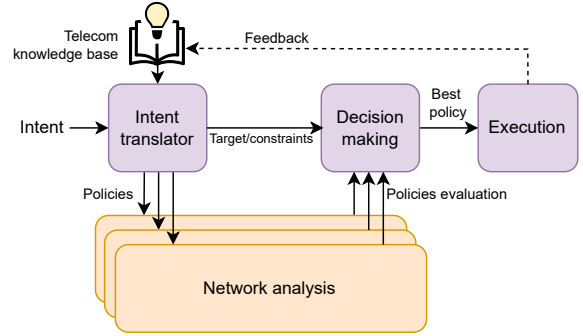 Telecom
knowledge base
Feedback
Intent
Intent
translator
Target/constraints
Decision
making
Best
policy
Execution
Policies
Policies evaluation
Network analysis